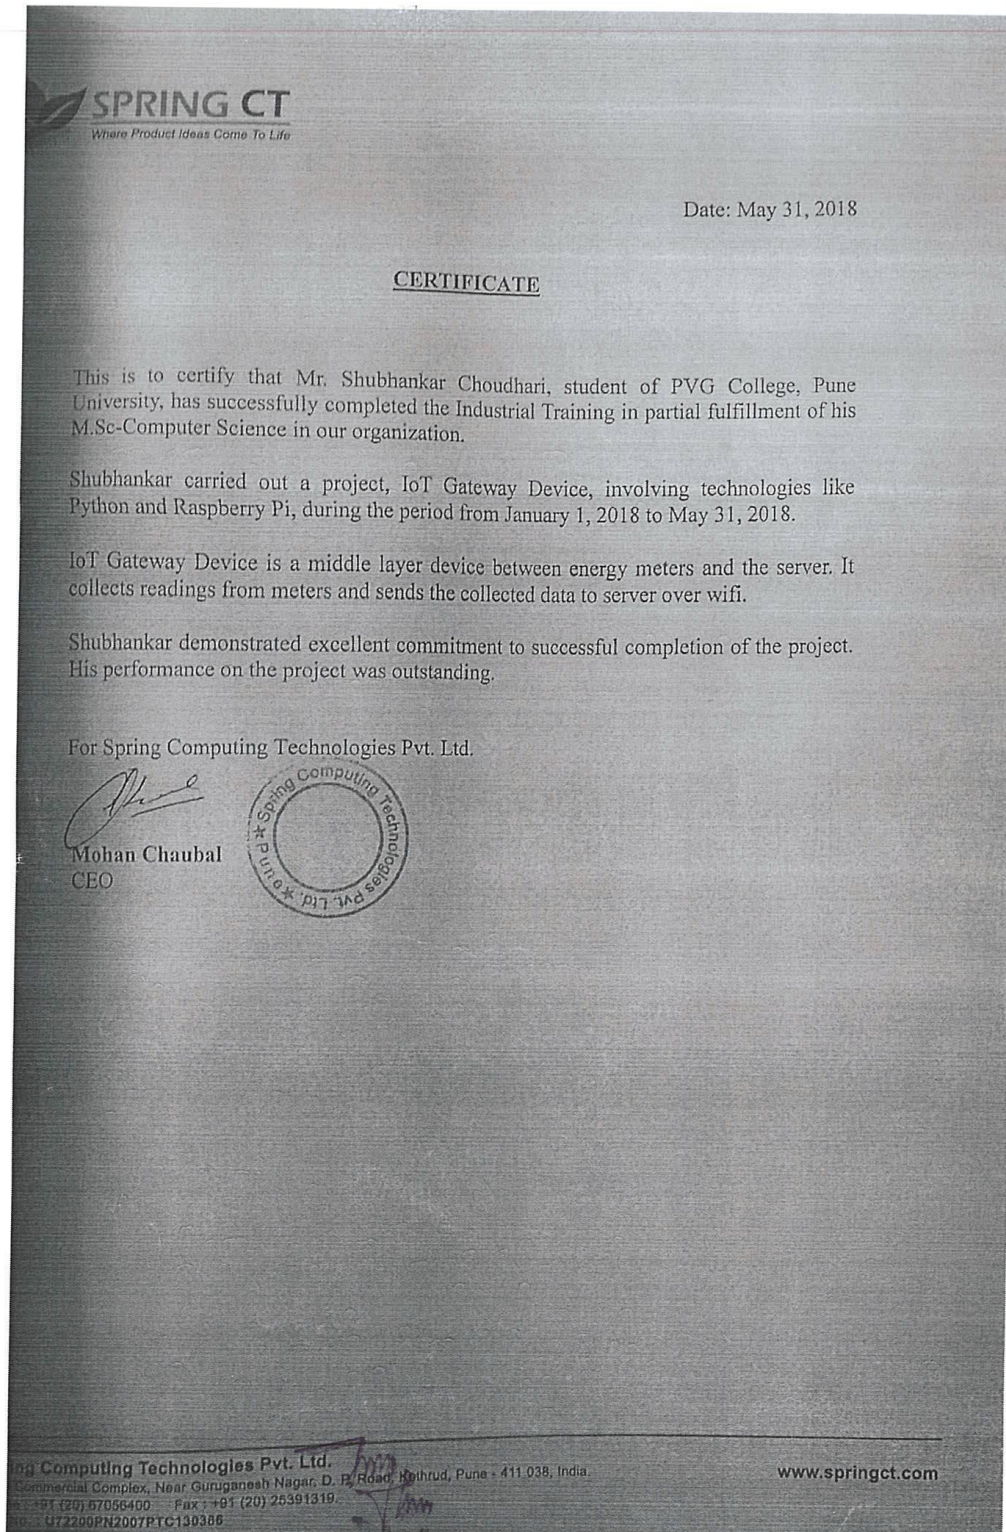 SPRING CT
Where Product Ideas Come To Life
Date: May 31, 2018
CERTIFICATE
This is to certify that Mr. Shubhankar Choudhari, student of PVG College, Pune
University, has successfully completed the Industrial Training in partial fulfillment of his
M.Sc-Computer Science in our organization.
Shubhankar carried out a project, IoT Gateway Device, involving technologies like
Python and Raspberry Pi, during the period from January 1, 2018 to May 31, 2018.
IoT Gateway Device is a middle layer device between energy meters and the server. It
collects readings from meters and sends the collected data to server over wifi.
Shubhankar demonstrated excellent commitment to successful completion of the project.
His performance on the project was outstanding.
For Spring Computing Technologies Pvt. Ltd.
Spring Computing Technologies Pvt. Ltd. ★ Pune ★
Mohan Chaubal
CEO
ng Computing Technologies Pvt. Ltd.
Commercial Complex, Near Guruganesh Nagar, D. P. Road, Kothrud, Pune - 411 038, India.
+91 (20) 67056400 Fax : +91 (20) 25391319.
U72200PN2007PTC130386
www.springct.com